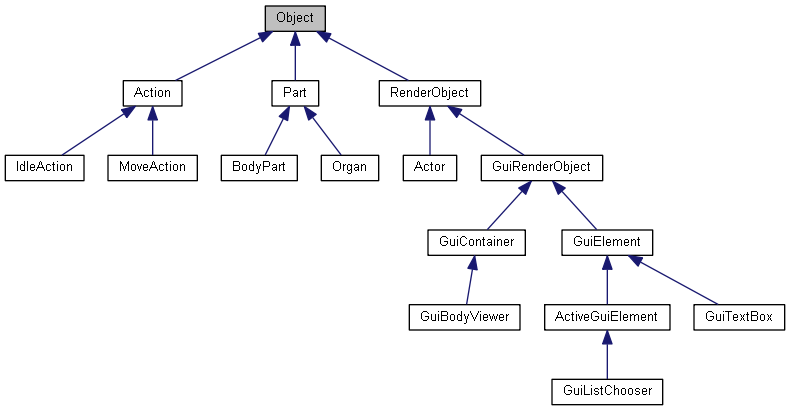 Object
Action
Part
RenderObject
IdleAction
MoveAction
BodyPart
Organ
Actor
GuiRenderObject
GuiContainer
GuiElement
GuiBodyViewer
ActiveGuiElement
GuiTextBox
GuiListChooser